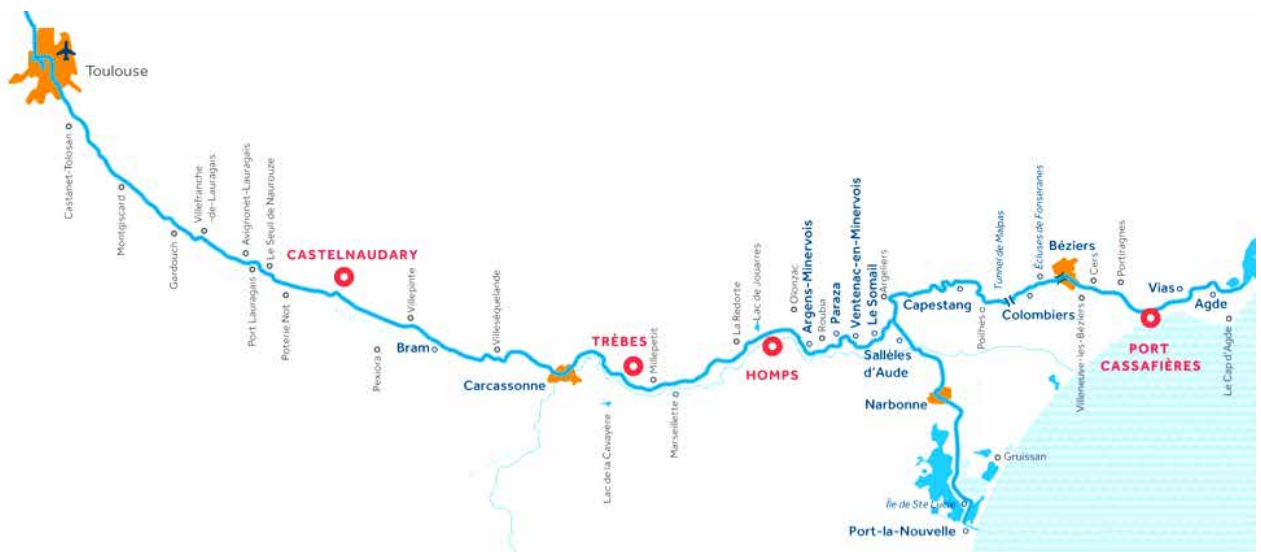 Toulouse
Castanet-Tolosan
Montgiscard
Gardouch
Villefranche
-de-Lauragais
Avignonet-Lauragais
Port Lauragais
Le Seuil de Naurouze
Poterie Not
CASTELNAUDARY
Pexiora
Villepinte
Bram
Villesèquelande
Carcassonne
TRÈBES
Lac de la Cavayère
Millepetit
Marseillette
La Redorte
Lac de Jouarres
HOMPS
Olonzac
Argens-Minervois
Roubia
Paraza
Ventenac-en-Minervois
Le Somail
Argeliers
Sallèles
d'Aude
Narbonne
Gruissan
Île de Ste Lucie
Port-la-Nouvelle
Capestang
Poilhes
Tunnel de Malpas
Colombiers
Écluses de Fonseranes
Béziers
Villeneuve-les-Béziers
Cers
Portiragnes
PORT
CASSAFIÈRES
Vias
Agde
Le Cap d'Agde